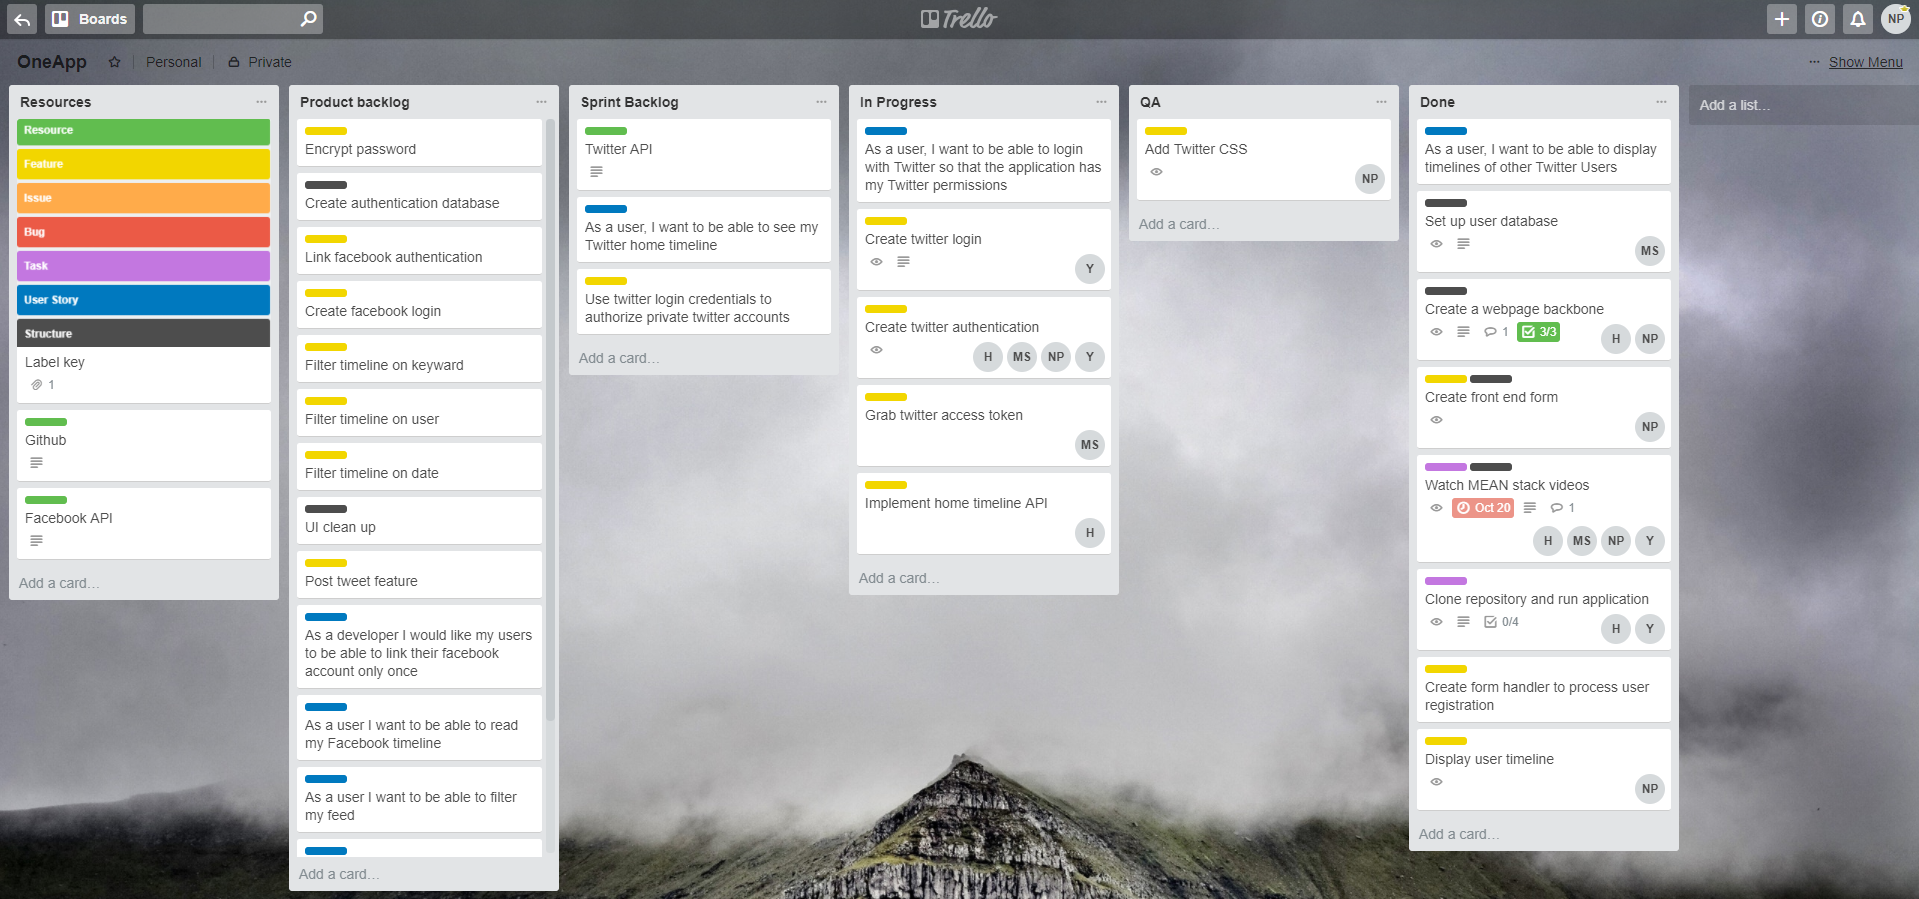 Boards
Trello
NP
OneApp
Personal
Private
Show Menu
Resources
Resource
Feature
Issue
Bug
Task
User Story
Structure
Label key
1
Github
Facebook API
Add a card…
Product backlog
Encrypt password
Create authentication database
Link facebook authentication
Create facebook login
Filter timeline on keyward
Filter timeline on user
Filter timeline on date
UI clean up
Post tweet feature
As a developer I would like my users
to be able to link their facebook
account only once
As a user I want to be able to read
my Facebook timeline
As a user I want to be able to filter
my feed
Add a card…
Sprint Backlog
Twitter API
As a user, I want to be able to see my
Twitter home timeline
Use twitter login credentials to
authorize private twitter accounts
Add a card…
In Progress
As a user, I want to be able to login
with Twitter so that the application has
my Twitter permissions
Create twitter login
Y
Create twitter authentication
H MS NP Y
Grab twitter access token
MS
Implement home timeline API
H
Add a card…
QA
Add Twitter CSS
NP
Add a card…
Done
As a user, I want to be able to display
timelines of other Twitter Users
Set up user database
MS
Create a webpage backbone
1 3/3 H NP
Create front end form
NP
Watch MEAN stack videos
Oct 20 1
H MS NP Y
Clone repository and run application
0/4 H Y
Create form handler to process user
registration
Display user timeline
NP
Add a card…
Add a list…